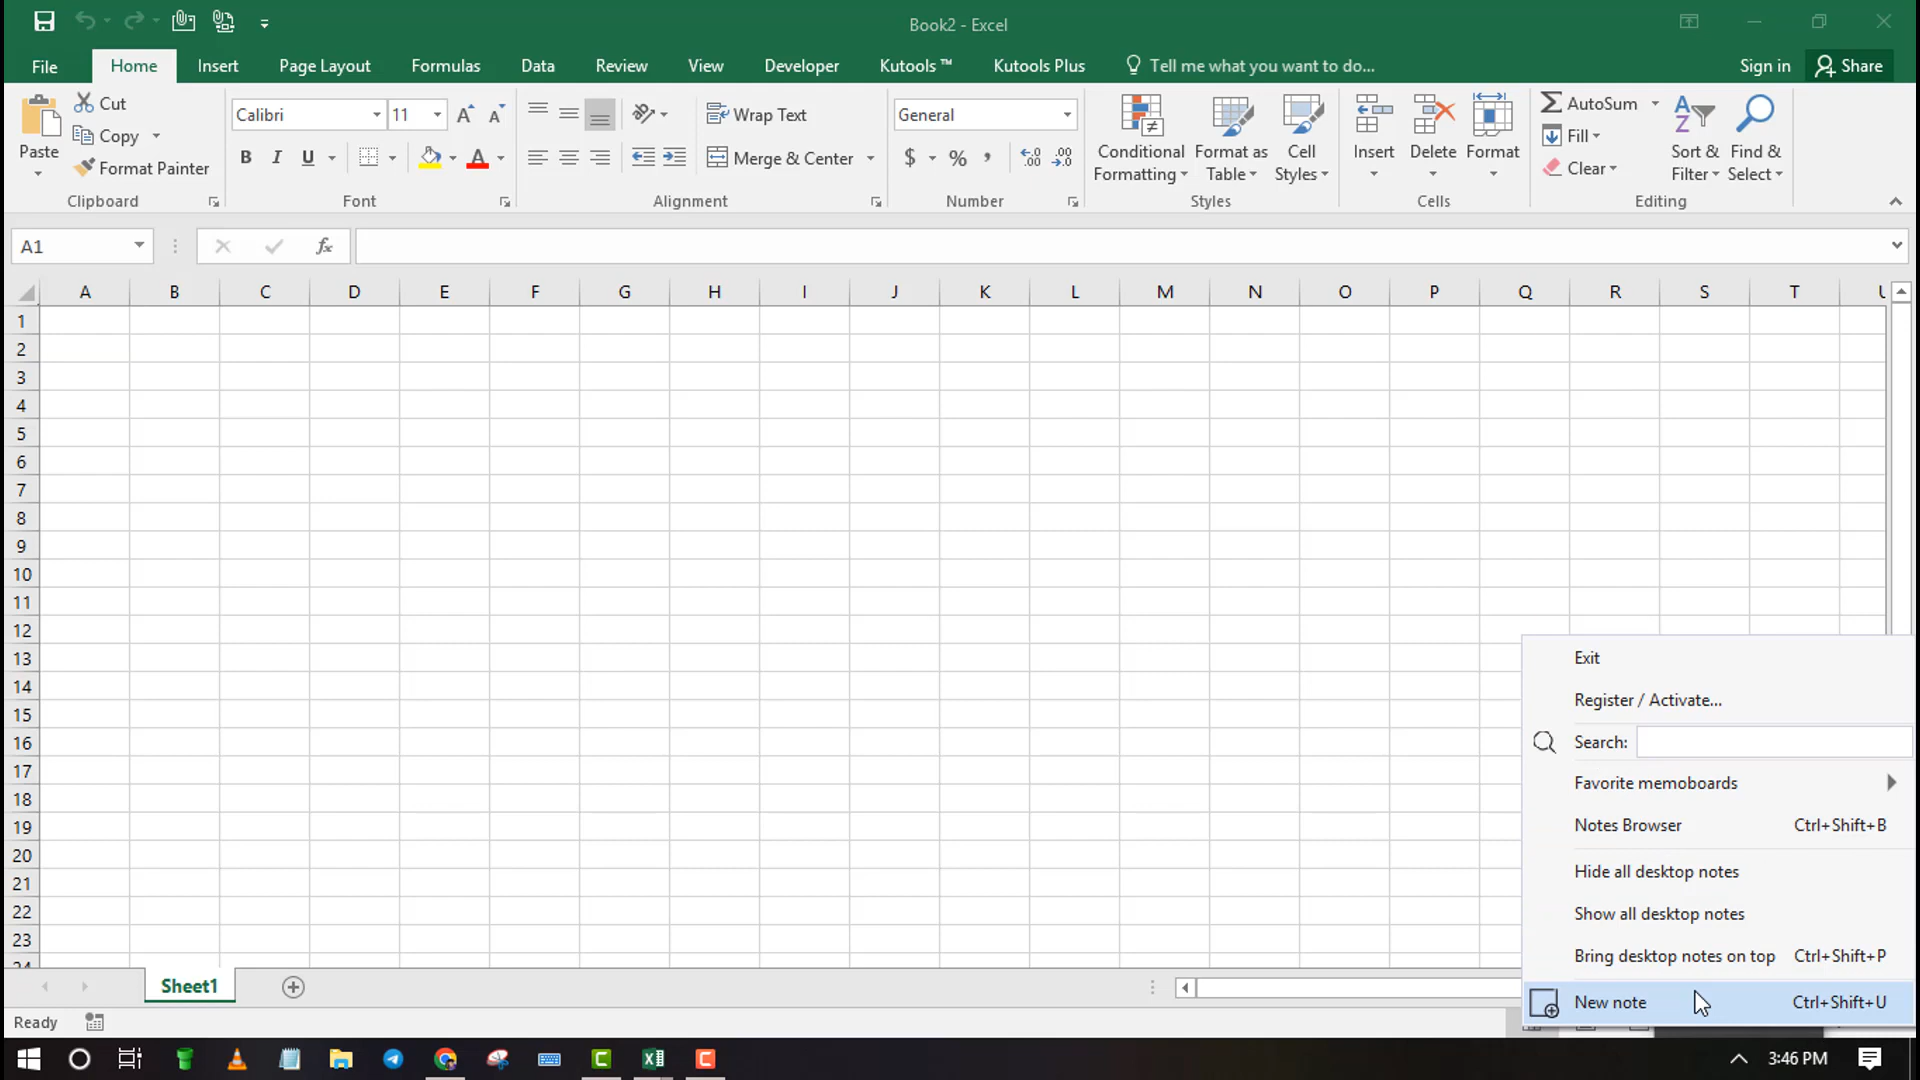 Book2 - Excel
File Home Insert Page Layout Formulas Data Review View Developer Kutools ™ Kutools Plus Tell me what you want to do... Sign in Share
Paste
Cut
Copy
Format Painter
Clipboard
Calibri 11
B I U A
Font
Wrap Text
Merge & Center
Alignment
General
$ % ,
Number
Conditional Formatting
Format as Table
Cell Styles
Styles
Insert Delete Format
Cells
AutoSum
Fill
Clear
Sort & Filter
Find & Select
Editing
A1 fx
A B C D E F G H I J K L M N O P Q R S T
1
2
3
4
5
6
7
8
9
10
11
12
13
14
15
16
17
18
19
20
21
22
23
Exit
Register / Activate...
Search:
Favorite memoboards
Notes Browser Ctrl+Shift+B
Hide all desktop notes
Show all desktop notes
Bring desktop notes on top Ctrl+Shift+P
New note Ctrl+Shift+U
Sheet1
Ready
3:46 PM